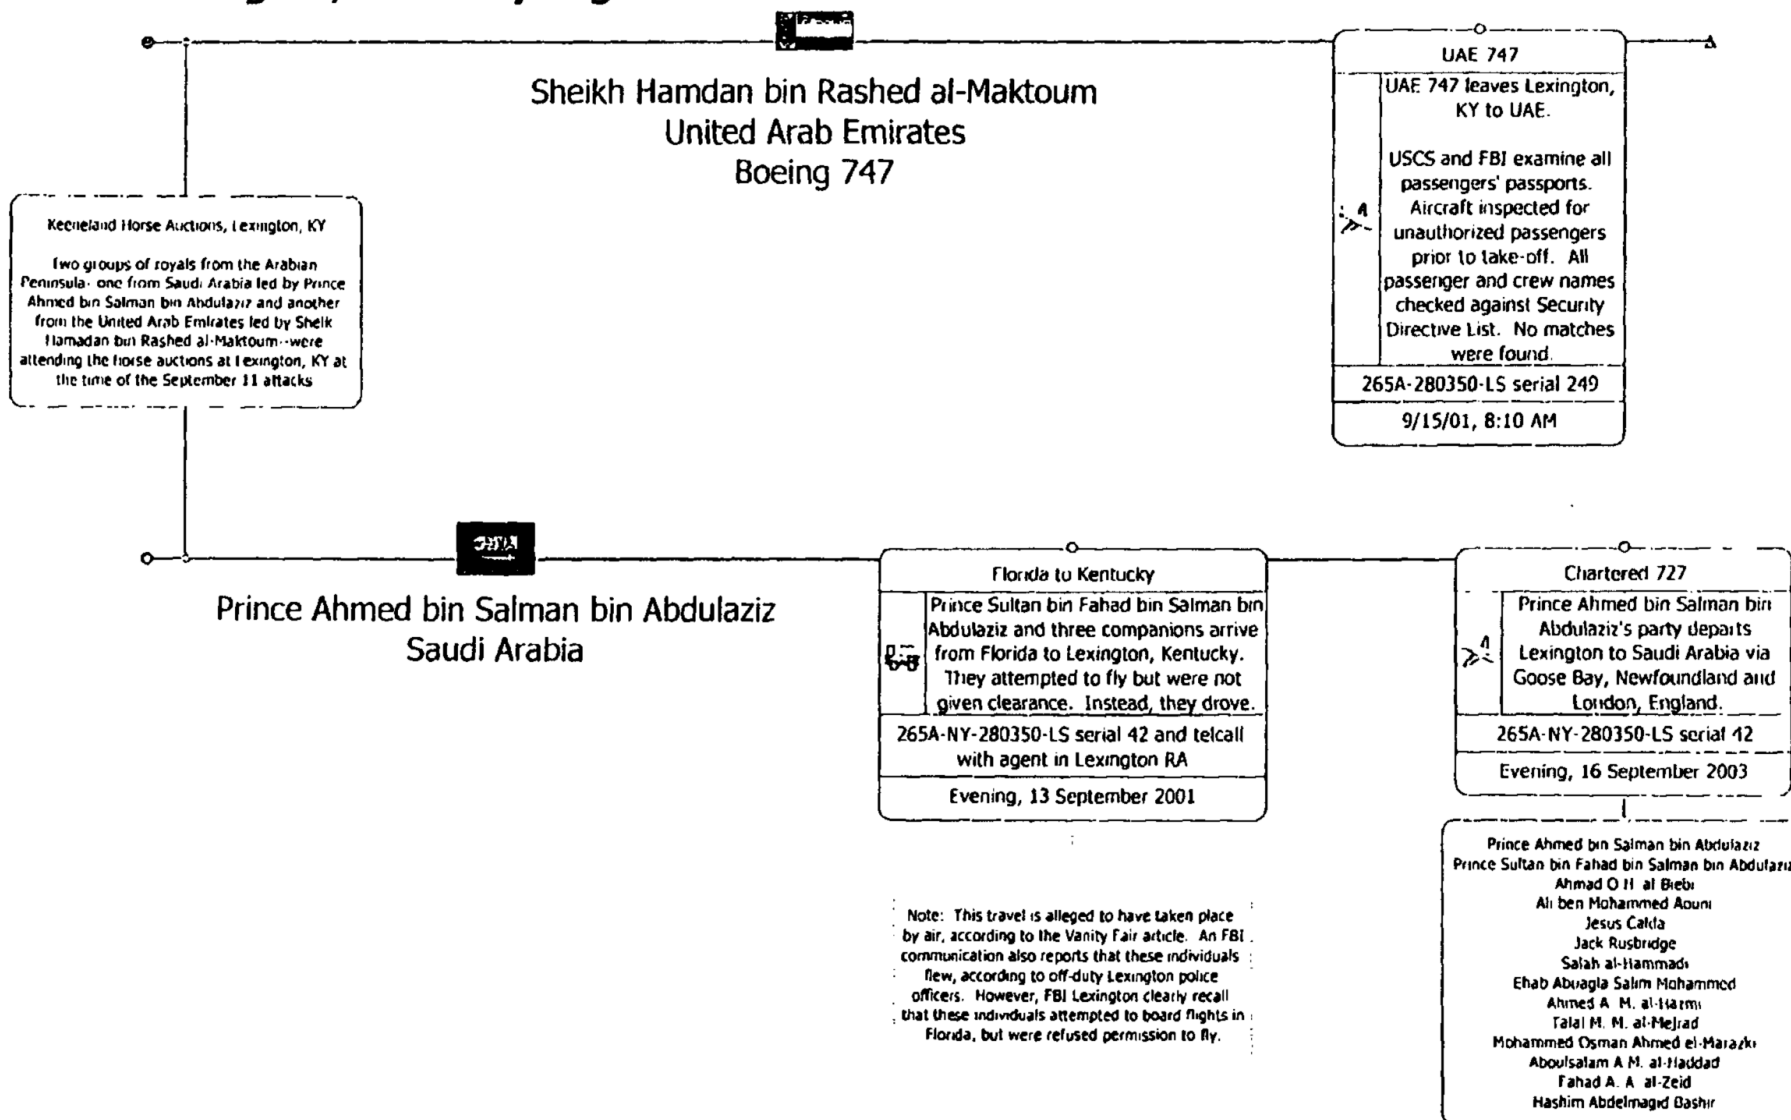 Sheikh Hamdan bin Rashed al-Maktoum
United Arab Emirates
Boeing 747
UAE 747
UAE 747 leaves Lexington,
KY to UAE.
USCS and FBI examine all
passengers' passports.
Aircraft inspected for
unauthorized passengers
prior to take-off. All
passenger and crew names
checked against Security
Directive List. No matches
were found.
265A-280350-LS serial 249
9/15/01, 8:10 AM
Keeneland Horse Auctions, Lexington, KY
Two groups of royals from the Arabian
Peninsula- one from Saudi Arabia led by Prince
Ahmed bin Salman bin Abdulaziz and another
from the United Arab Emirates led by Sheik
Hamadan bin Rashed al-Maktoum--were
attending the horse auctions at Lexington, KY at
the time of the September 11 attacks
Prince Ahmed bin Salman bin Abdulaziz
Saudi Arabia
Florida to Kentucky
Prince Sultan bin Fahad bin Salman bin
Abdulaziz and three companions arrive
from Florida to Lexington, Kentucky.
They attempted to fly but were not
given clearance. Instead, they drove.
265A-NY-280350-LS serial 42 and telcall
with agent in Lexington RA
Evening, 13 September 2001
Note: This travel is alleged to have taken place
by air, according to the Vanity Fair article. An FBI
communication also reports that these individuals
flew, according to off-duty Lexington police
officers. However, FBI Lexington clearly recall
that these individuals attempted to board flights in
Florida, but were refused permission to fly.
Chartered 727
Prince Ahmed bin Salman bin
Abdulaziz's party departs
Lexington to Saudi Arabia via
Goose Bay, Newfoundland and
London, England.
265A-NY-280350-LS serial 42
Evening, 16 September 2003
Prince Ahmed bin Salman bin Abdulaziz
Prince Sultan bin Fahad bin Salman bin Abdulaziz
Ahmad O H al Biebi
Ali ben Mohammed Aouni
Jesus Calda
Jack Rusbridge
Salah al-Hammadi
Ehab Abuagla Salim Mohammed
Ahmed A. M. al-Harmi
Talal M. M. al-Mejrad
Mohammed Osman Ahmed el-Marazki
Aboulsalam A M. al-Haddad
Fahad A. A al-Zeid
Hashim Abdelmagid Bashir